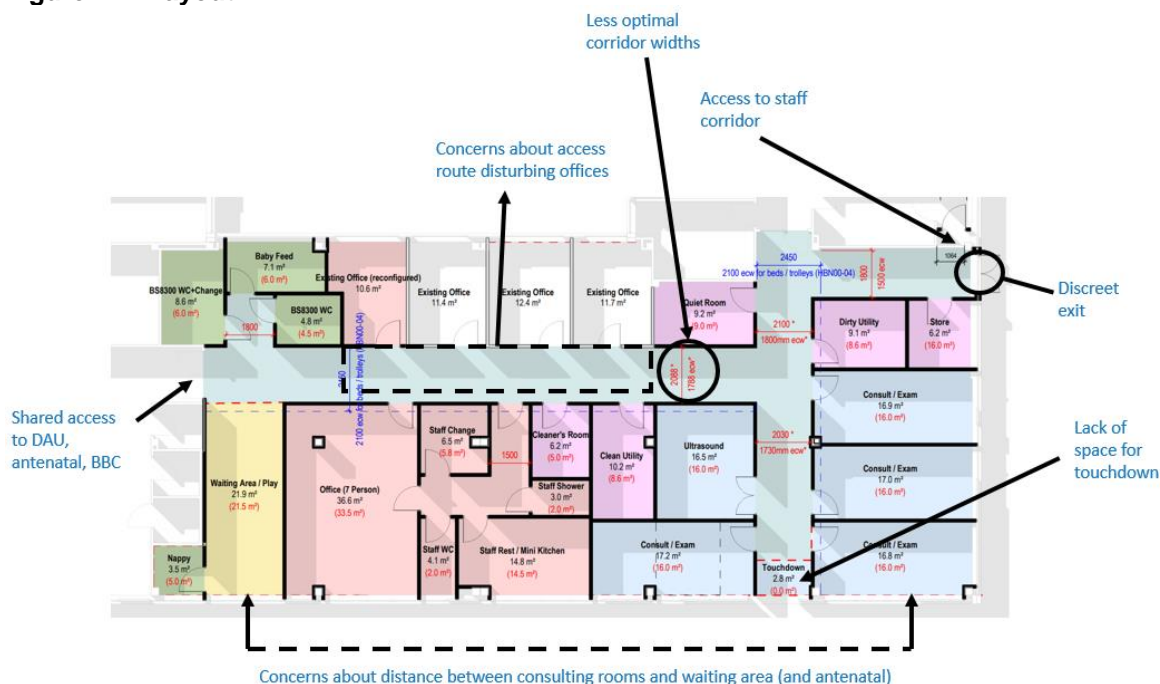 Less optimal
corridor widths
Access to staff
corridor
Concerns about access
route disturbing offices
Discreet
exit
Shared access
to DAU,
antenatal, BBC
Lack of
space for
touchdown
BS8300 WC+Change
8.6 m²
(6.0 m²)
Baby Feed
7.1 m²
(6.0 m²)
BS8300 WC
4.8 m²
(4.5 m²)
1800
Existing Office (reconfigured)
10.6 m²
Existing Office
11.4 m²
Existing Office
12.4 m²
Existing Office
11.7 m²
Quiet Room
9.2 m²
(9.0 m²)
2450
2100 ecw for beds / trolleys (HBN00-04)
1800
1500 ecw
1064
2100 *
1800mm ecw*
Dirty Utility
9.1 m²
(8.6 m²)
Store
6.2 m²
(16.0 m²)
2100 ecw for beds / trolleys (HBN00-04)
2088 *
1788 ecw*
Consult / Exam
16.9 m²
(16.0 m²)
Waiting Area / Play
21.9 m²
(21.5 m²)
Office (7 Person)
36.6 m²
(33.5 m²)
Staff Change
6.5 m²
(5.8 m²)
1500
Cleaner's Room
6.2 m²
(5.0 m²)
Clean Utility
10.2 m²
(8.6 m²)
Ultrasound
16.5 m²
(16.0 m²)
2030 *
1730mm ecw*
Consult / Exam
17.0 m²
(16.0 m²)
Staff Shower
3.0 m²
(2.0 m²)
Nappy
3.5 m²
(5.0 m²)
Staff WC
4.1 m²
(2.0 m²)
Staff Rest / Mini Kitchen
14.8 m²
(14.5 m²)
Consult / Exam
17.2 m²
(16.0 m²)
Touchdown
2.8 m²
(0.0 m²)
Consult / Exam
16.8 m²
(16.0 m²)
Concerns about distance between consulting rooms and waiting area (and antenatal)